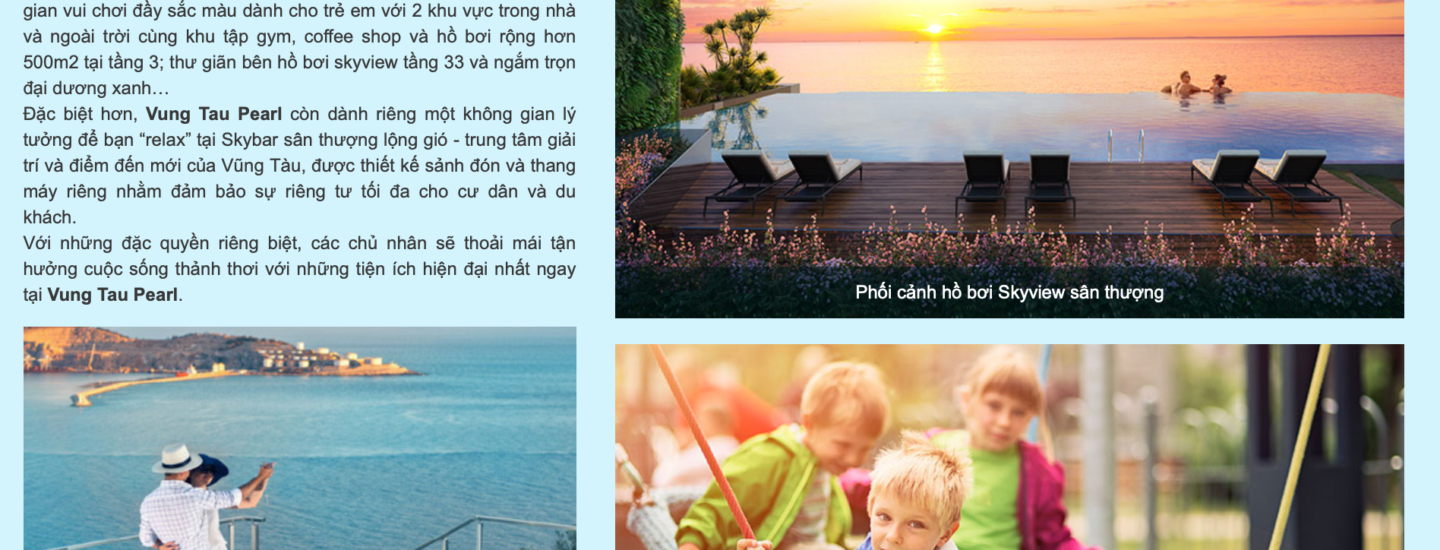 gian vui chơi đầy sắc màu dành cho trẻ em với 2 khu vực trong nhà
và ngoài trời cùng khu tập gym, coffee shop và hồ bơi rộng hơn
500m2 tại tầng 3; thư giãn bên hồ bơi skyview tầng 33 và ngắm trọn
đại dương xanh…
Đặc biệt hơn, Vung Tau Pearl còn dành riêng một không gian lý
tưởng để bạn “relax” tại Skybar sân thượng lộng gió - trung tâm giải
trí và điểm đến mới của Vũng Tàu, được thiết kế sảnh đón và thang
máy riêng nhằm đảm bảo sự riêng tư tối đa cho cư dân và du
khách.
Với những đặc quyền riêng biệt, các chủ nhân sẽ thoải mái tận
hưởng cuộc sống thảnh thơi với những tiện ích hiện đại nhất ngay
tại Vung Tau Pearl.
Phối cảnh hồ bơi Skyview sân thượng